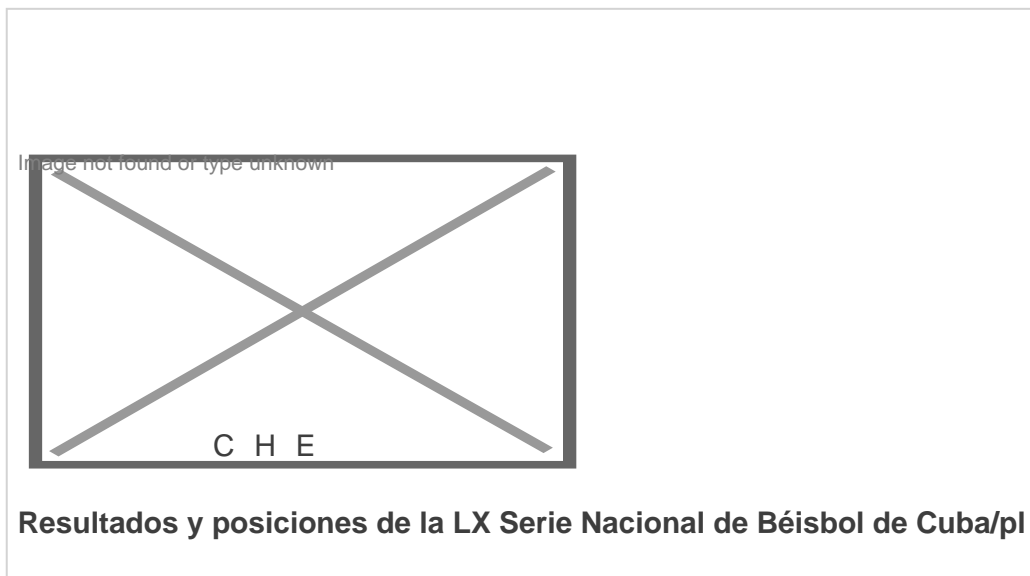 Image not found or type unknown
C H E
Resultados y posiciones de la LX Serie Nacional de Béisbol de Cuba/pl